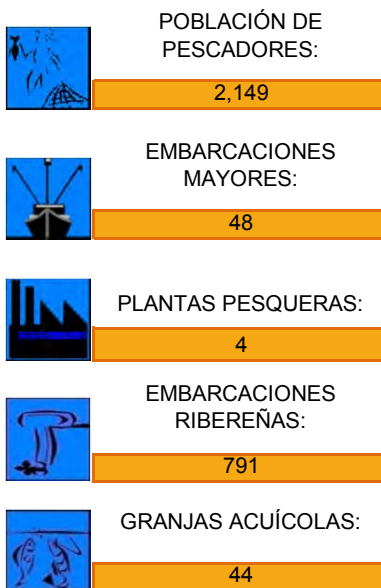 POBLACIÓN DE
PESCADORES:
2,149
EMBARCACIONES
MAYORES:
48
PLANTAS PESQUERAS:
4
EMBARCACIONES
RIBEREÑAS:
791
GRANJAS ACUÍCOLAS:
44